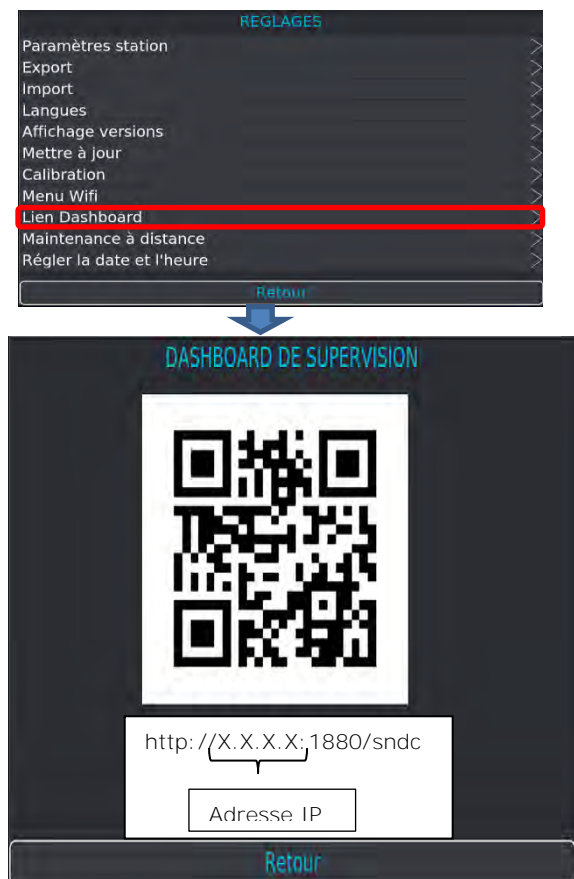 REGLAGES
Paramètres station
Export
Import
Langues
Affichage versions
Mettre à jour
Calibration
Menu Wifi
Lien Dashboard
Maintenance à distance
Régler la date et l'heure
Retour
DASHBOARD DE SUPERVISION
http://X.X.X.X:1880/sndc
Adresse IP
Retour